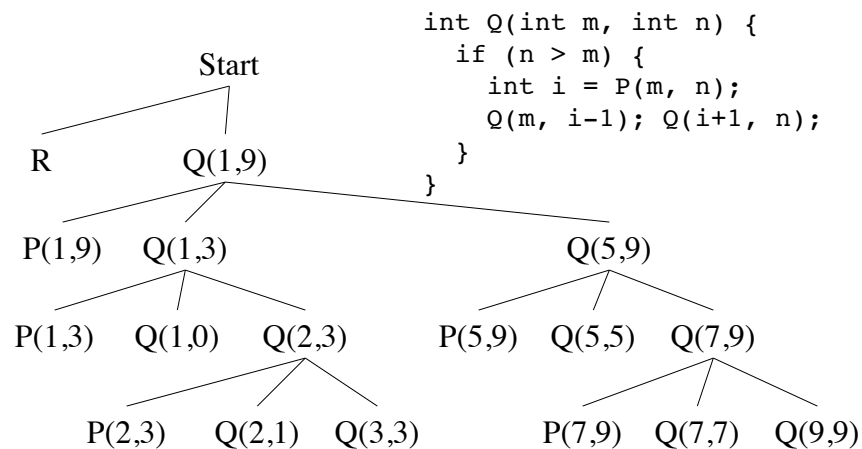 int Q(int m, int n) {
if (n > m) {
int i = P(m, n);
Q(m, i-1); Q(i+1, n);
}
}
Start
R Q(1,9)
P(1,9) Q(1,3) Q(5,9)
P(1,3) Q(1,0) Q(2,3) P(5,9) Q(5,5) Q(7,9)
P(2,3) Q(2,1) Q(3,3) P(7,9) Q(7,7) Q(9,9)